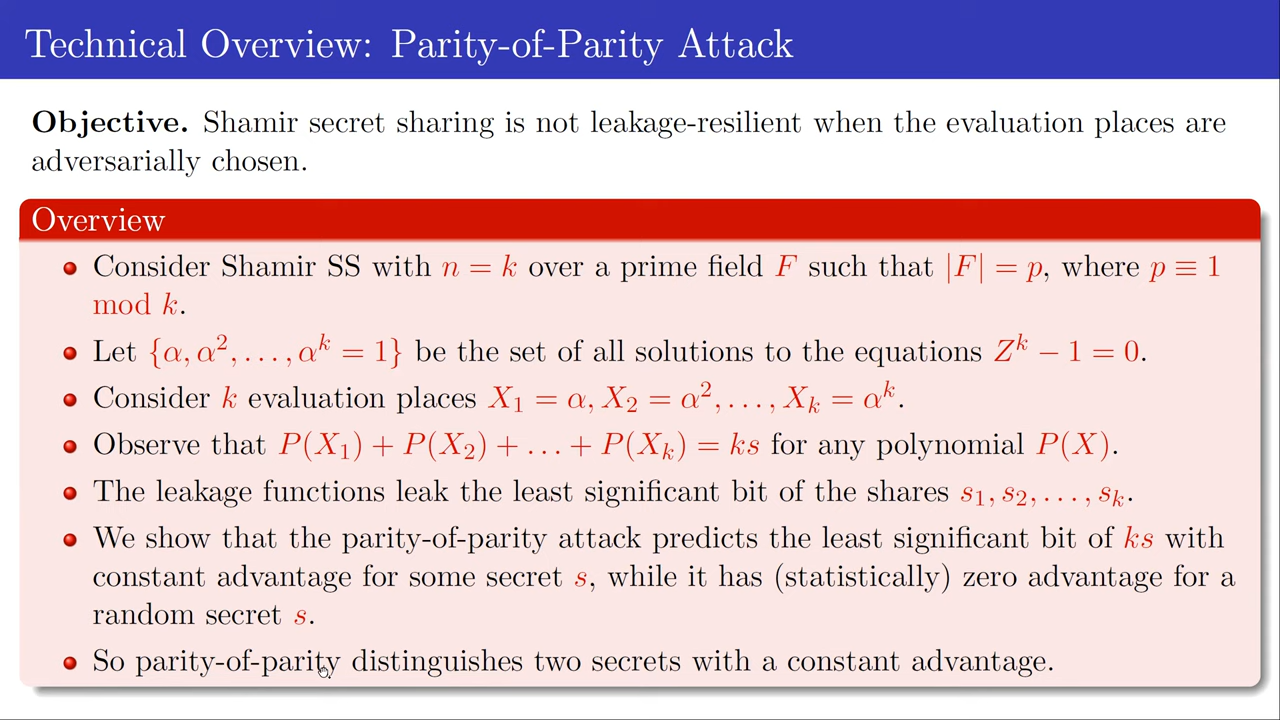 Technical Overview: Parity-of-Parity Attack
Objective. Shamir secret sharing is not leakage-resilient when the evaluation places are
adversarially chosen.
Overview
Consider Shamir SS with n = k over a prime field F such that |F| = p, where p ≡ 1
mod k.
Let {α, α², . . . , αᵏ = 1} be the set of all solutions to the equations Zᵏ − 1 = 0.
Consider k evaluation places X₁ = α, X₂ = α², . . . , Xₖ = αᵏ.
Observe that P(X₁) + P(X₂) + . . . + P(Xₖ) = ks for any polynomial P(X).
The leakage functions leak the least significant bit of the shares s₁, s₂, . . . , sₖ.
We show that the parity-of-parity attack predicts the least significant bit of ks with
constant advantage for some secret s, while it has (statistically) zero advantage for a
random secret s.
So parity-of-parity distinguishes two secrets with a constant advantage.